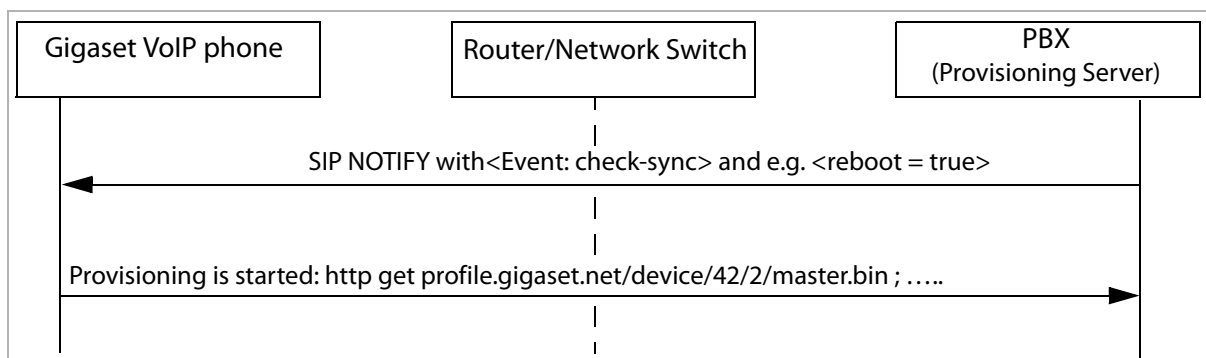 Gigaset VoIP phone
Router/Network Switch
PBX
(Provisioning Server)
SIP NOTIFY with<Event: check-sync> and e.g. <reboot = true>
Provisioning is started: http get profile.gigaset.net/device/42/2/master.bin ; …..